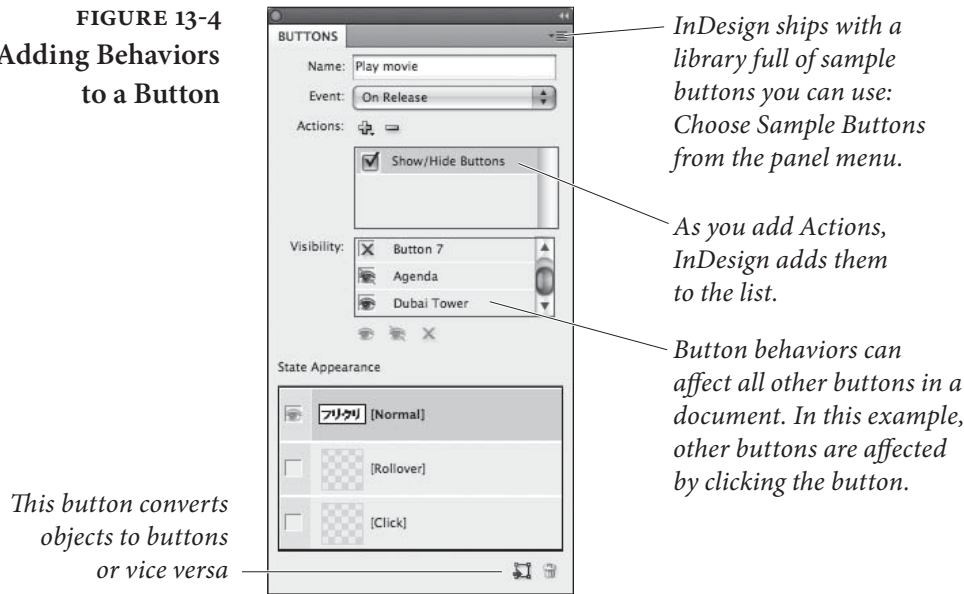 FIGURE 13-4
Adding Behaviors
to a Button
BUTTONS
Name: Play movie
Event: On Release
Actions:
Show/Hide Buttons
Visibility:
Button 7
Agenda
Dubai Tower
State Appearance
フリクリ [Normal]
[Rollover]
[Click]
InDesign ships with a
library full of sample
buttons you can use:
Choose Sample Buttons
from the panel menu.
As you add Actions,
InDesign adds them
to the list.
Button behaviors can
affect all other buttons in a
document. In this example,
other buttons are affected
by clicking the button.
This button converts
objects to buttons
or vice versa